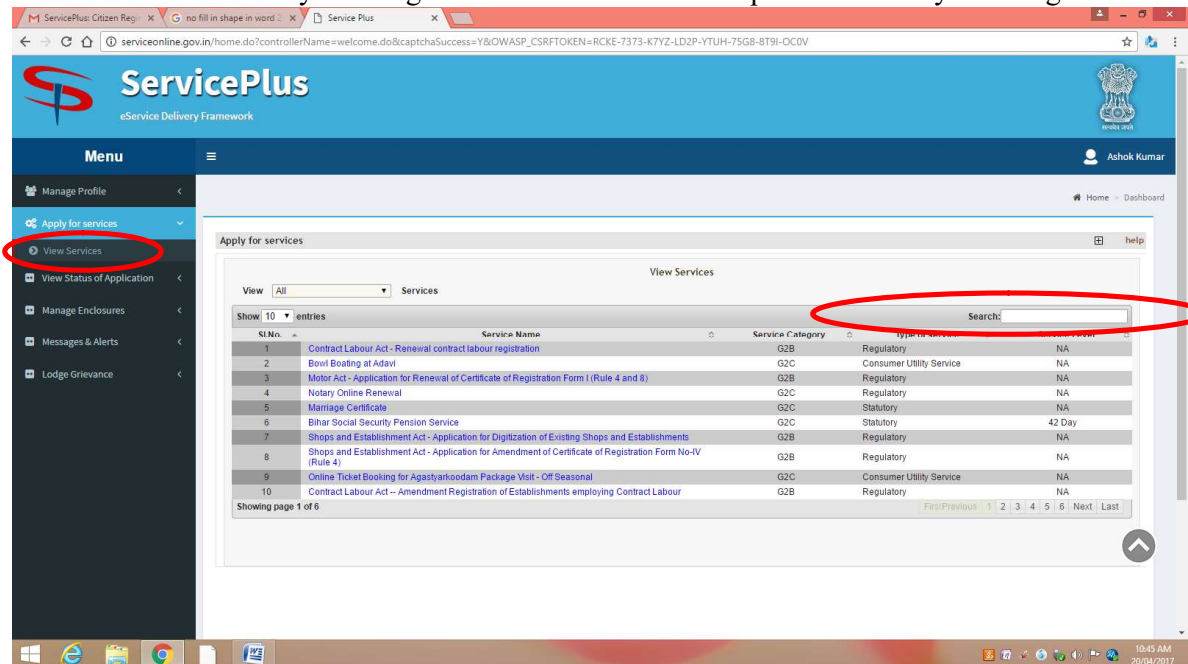 ServicePlus: Citizen Regi
no fill in shape in word 2
Service Plus
serviceonline.gov.in/home.do?controllerName=welcome.do&captchaSuccess=Y&OWASP_CSRFTOKEN=RCKE-7373-K7YZ-LD2P-YTUH-75G8-8T9I-OC0V
ServicePlus
eService Delivery Framework
सत्यमेव जयते
Menu
Ashok Kumar
Manage Profile
Home > Dashboard
Apply for services
View Services
View Status of Application
Manage Enclosures
Messages & Alerts
Lodge Grievance
Apply for services help
View Services
View All Services
Show 10 entries Search:
Sl.No. Service Name Service Category Type of Service Service Level
1 Contract Labour Act - Renewal contract labour registration G2B Regulatory NA
2 Bowl Boating at Adavi G2C Consumer Utility Service NA
3 Motor Act - Application for Renewal of Certificate of Registration Form I (Rule 4 and 8) G2B Regulatory NA
4 Notary Online Renewal G2C Regulatory NA
5 Marriage Certificate G2C Statutory NA
6 Bihar Social Security Pension Service G2C Statutory 42 Day
7 Shops and Establishment Act - Application for Digitization of Existing Shops and Establishments G2B Regulatory NA
8 Shops and Establishment Act - Application for Amendment of Certificate of Registration Form No-IV (Rule 4) G2B Regulatory NA
9 Online Ticket Booking for Agastyarkoodam Package Visit - Off Seasonal G2C Consumer Utility Service NA
10 Contract Labour Act -- Amendment Registration of Establishments employing Contract Labour G2B Regulatory NA
Showing page 1 of 6 First Previous 1 2 3 4 5 6 Next Last
10:45 AM
20/04/2017